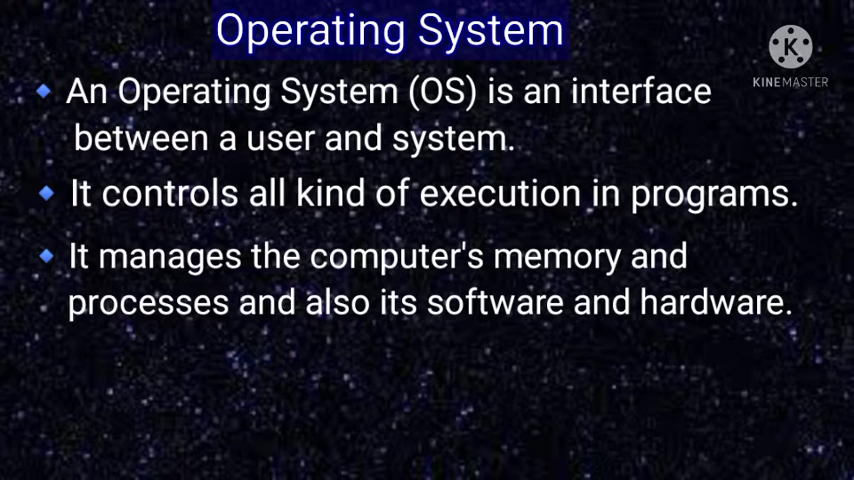 Operating System
KINEMASTER
🔹 An Operating System (OS) is an interface
between a user and system.
🔹 It controls all kind of execution in programs.
🔹 It manages the computer's memory and
processes and also its software and hardware.